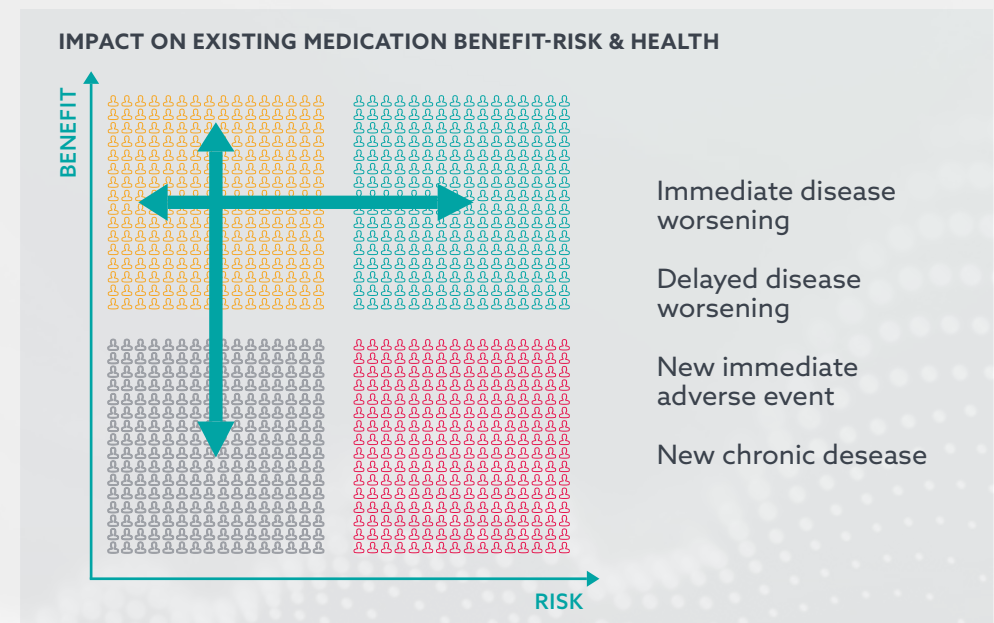 IMPACT ON EXISTING MEDICATION BENEFIT-RISK & HEALTH
BENEFIT
Immediate disease
worsening
Delayed disease
worsening
New immediate
adverse event
New chronic desease
RISK